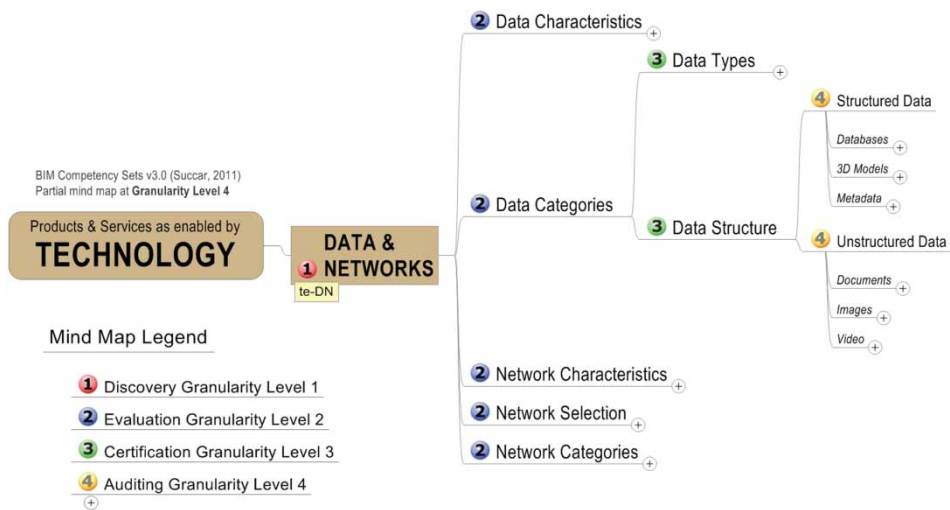 BIM Competency Sets v3.0 (Succar, 2011)
Partial mind map at Granularity Level 4
Products & Services as enabled by
TECHNOLOGY
DATA &
1 NETWORKS
te-DN
2 Data Characteristics
2 Data Categories
3 Data Types
3 Data Structure
4 Structured Data
Databases
3D Models
Metadata
4 Unstructured Data
Documents
Images
Video
2 Network Characteristics
2 Network Selection
2 Network Categories
Mind Map Legend
1 Discovery Granularity Level 1
2 Evaluation Granularity Level 2
3 Certification Granularity Level 3
4 Auditing Granularity Level 4